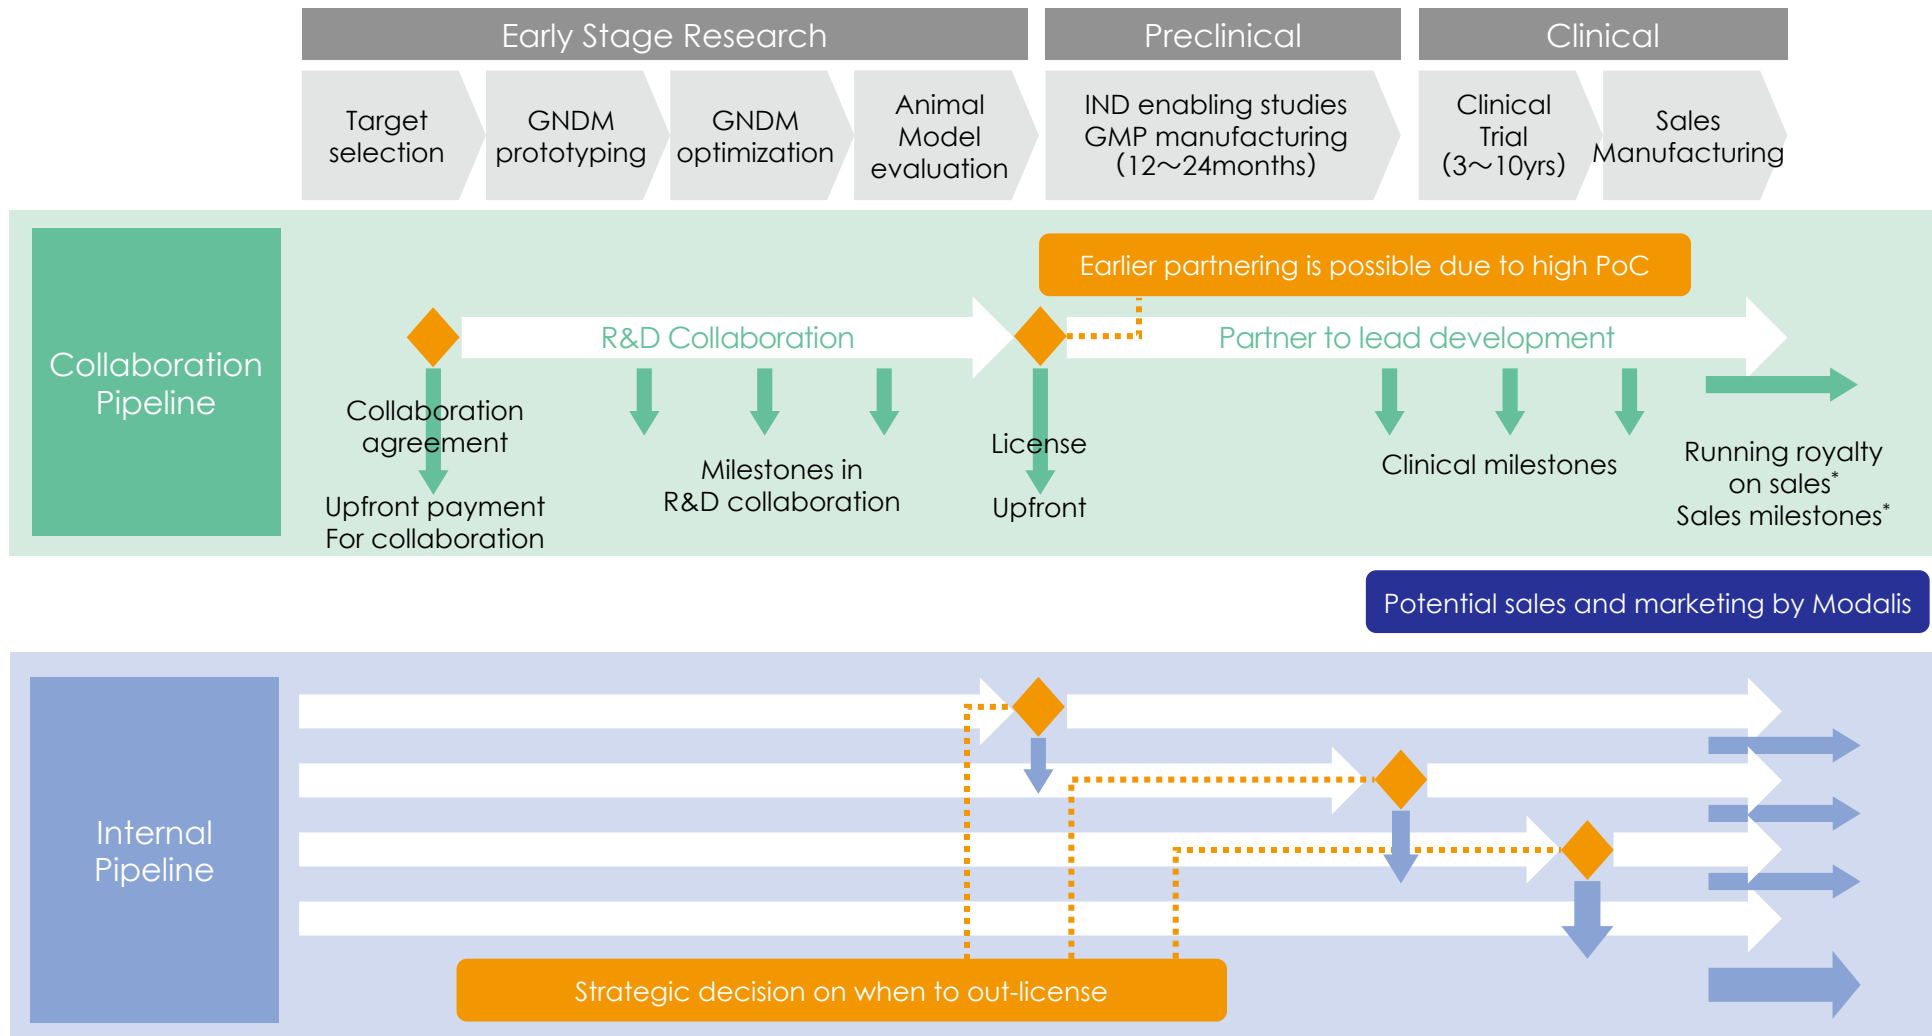 Early Stage Research
Preclinical
Clinical
Target
selection
GNDM
prototyping
GNDM
optimization
Animal
Model
evaluation
IND enabling studies
GMP manufacturing
(12～24months)
Clinical
Trial
(3～10yrs)
Sales
Manufacturing
Collaboration
Pipeline
Earlier partnering is possible due to high PoC
R&D Collaboration
Partner to lead development
Collaboration
agreement
Upfront payment
For collaboration
Milestones in
R&D collaboration
License
Upfront
Clinical milestones
Running royalty
on sales*
Sales milestones*
Potential sales and marketing by Modalis
Internal
Pipeline
Strategic decision on when to out-license